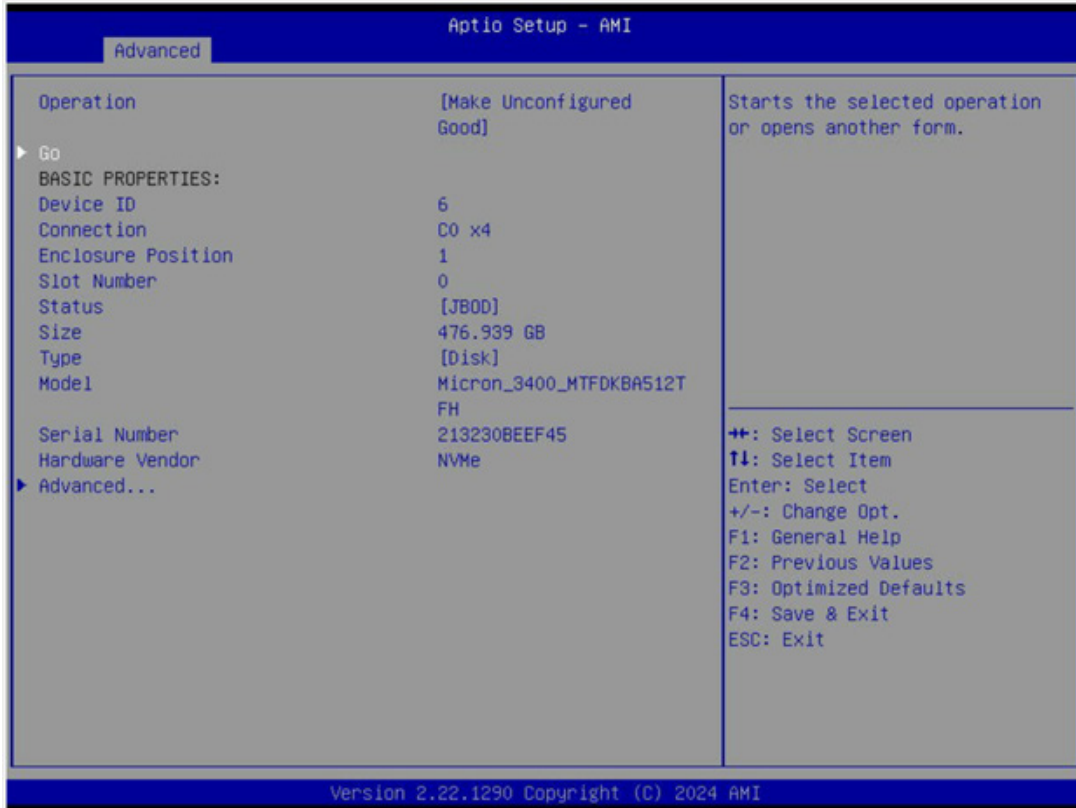 Aptio Setup - AMI
Advanced
Operation [Make Unconfigured
Good]
Go
BASIC PROPERTIES:
Device ID 6
Connection C0 x4
Enclosure Position 1
Slot Number 0
Status [JBOD]
Size 476.939 GB
Type [Disk]
Model Micron_3400_MTFDKBA512T
FH
Serial Number 213230BEEF45
Hardware Vendor NVMe
Advanced...
Starts the selected operation
or opens another form.
→←: Select Screen
↑↓: Select Item
Enter: Select
+/-: Change Opt.
F1: General Help
F2: Previous Values
F3: Optimized Defaults
F4: Save & Exit
ESC: Exit
Version 2.22.1290 Copyright (C) 2024 AMI